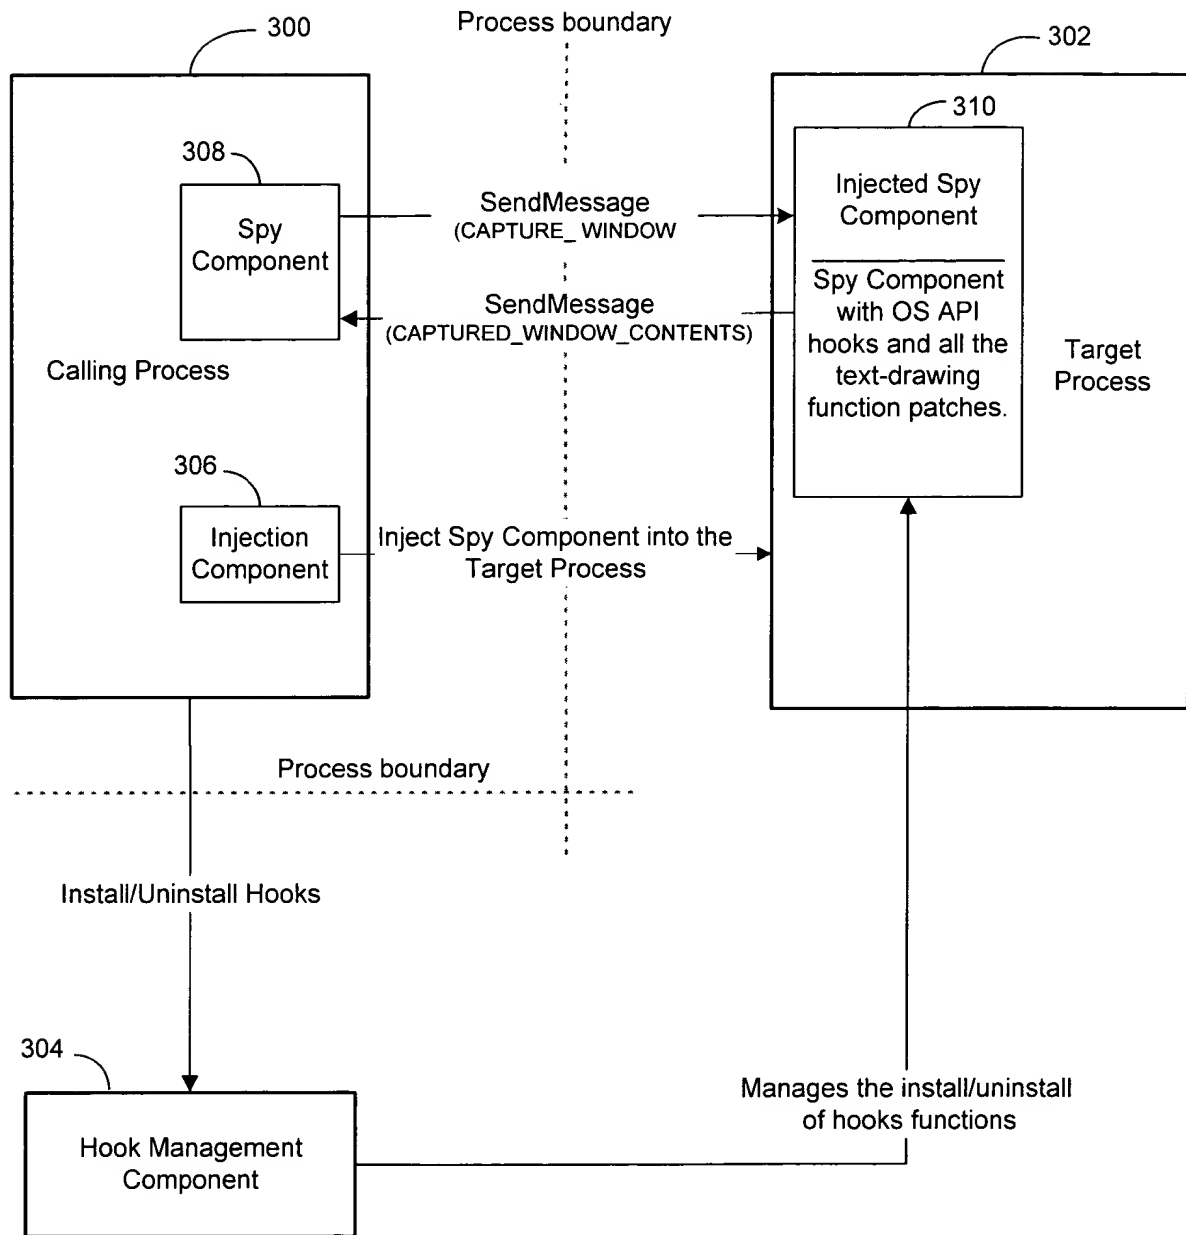 Process boundary
300
302
310
308
Spy
Component
SendMessage
(CAPTURE_ WINDOW
Injected Spy
Component
SendMessage
(CAPTURED_WINDOW_CONTENTS)
Spy Component
with OS API
hooks and all the
text-drawing
function patches.
Calling Process
Target
Process
306
Injection
Component
Inject Spy Component into the
Target Process
Process boundary
Install/Uninstall Hooks
304
Hook Management
Component
Manages the install/uninstall
of hooks functions